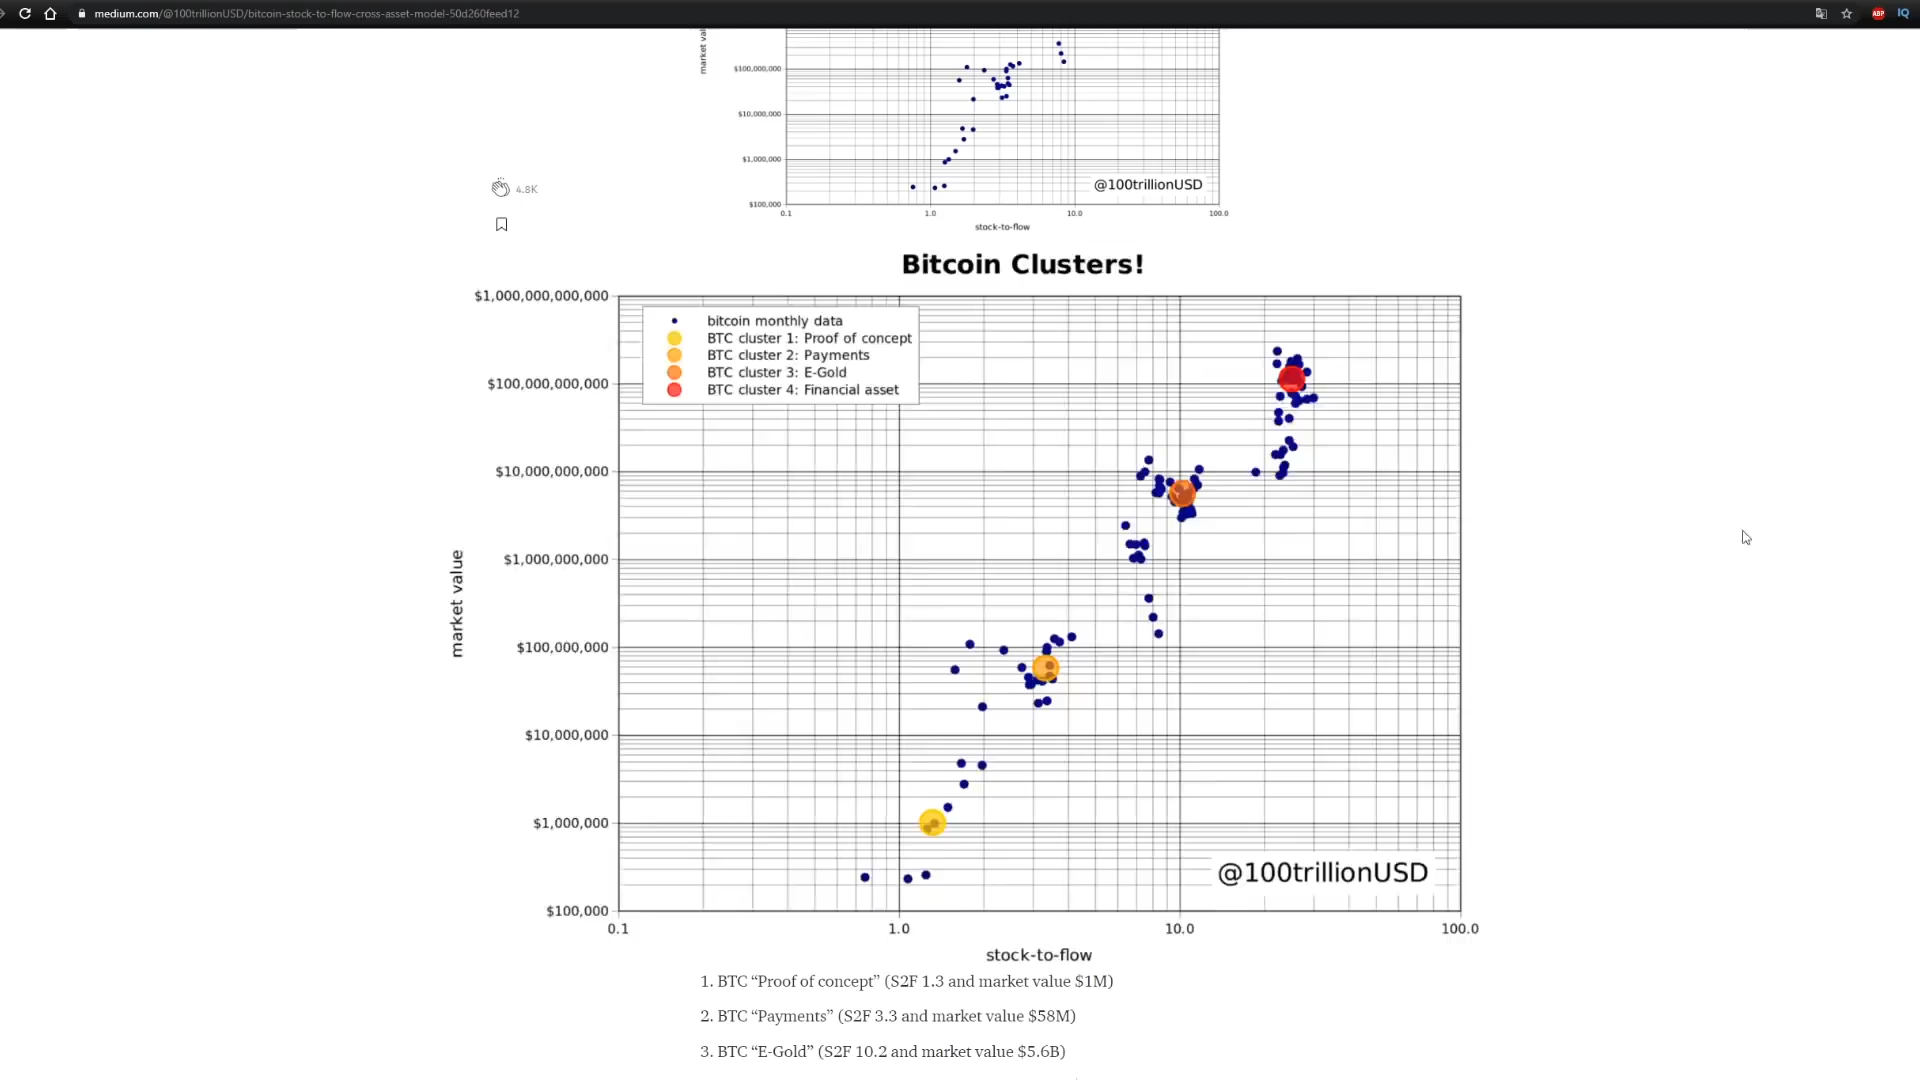 medium.com/@100trillionUSD/bitcoin-stock-to-flow-cross-asset-model-50d260feed12
ABP
IQ
$100,000,000
$10,000,000
$1,000,000
$100,000
0.1 1.0 10.0 100.0
stock-to-flow
@100trillionUSD
4.8K
Bitcoin Clusters!
$1,000,000,000,000
$100,000,000,000
$10,000,000,000
$1,000,000,000
$100,000,000
$10,000,000
$1,000,000
$100,000
market value
bitcoin monthly data
BTC cluster 1: Proof of concept
BTC cluster 2: Payments
BTC cluster 3: E-Gold
BTC cluster 4: Financial asset
@100trillionUSD
0.1 1.0 10.0 100.0
stock-to-flow
1. BTC “Proof of concept” (S2F 1.3 and market value $1M)
2. BTC “Payments” (S2F 3.3 and market value $58M)
3. BTC “E-Gold” (S2F 10.2 and market value $5.6B)